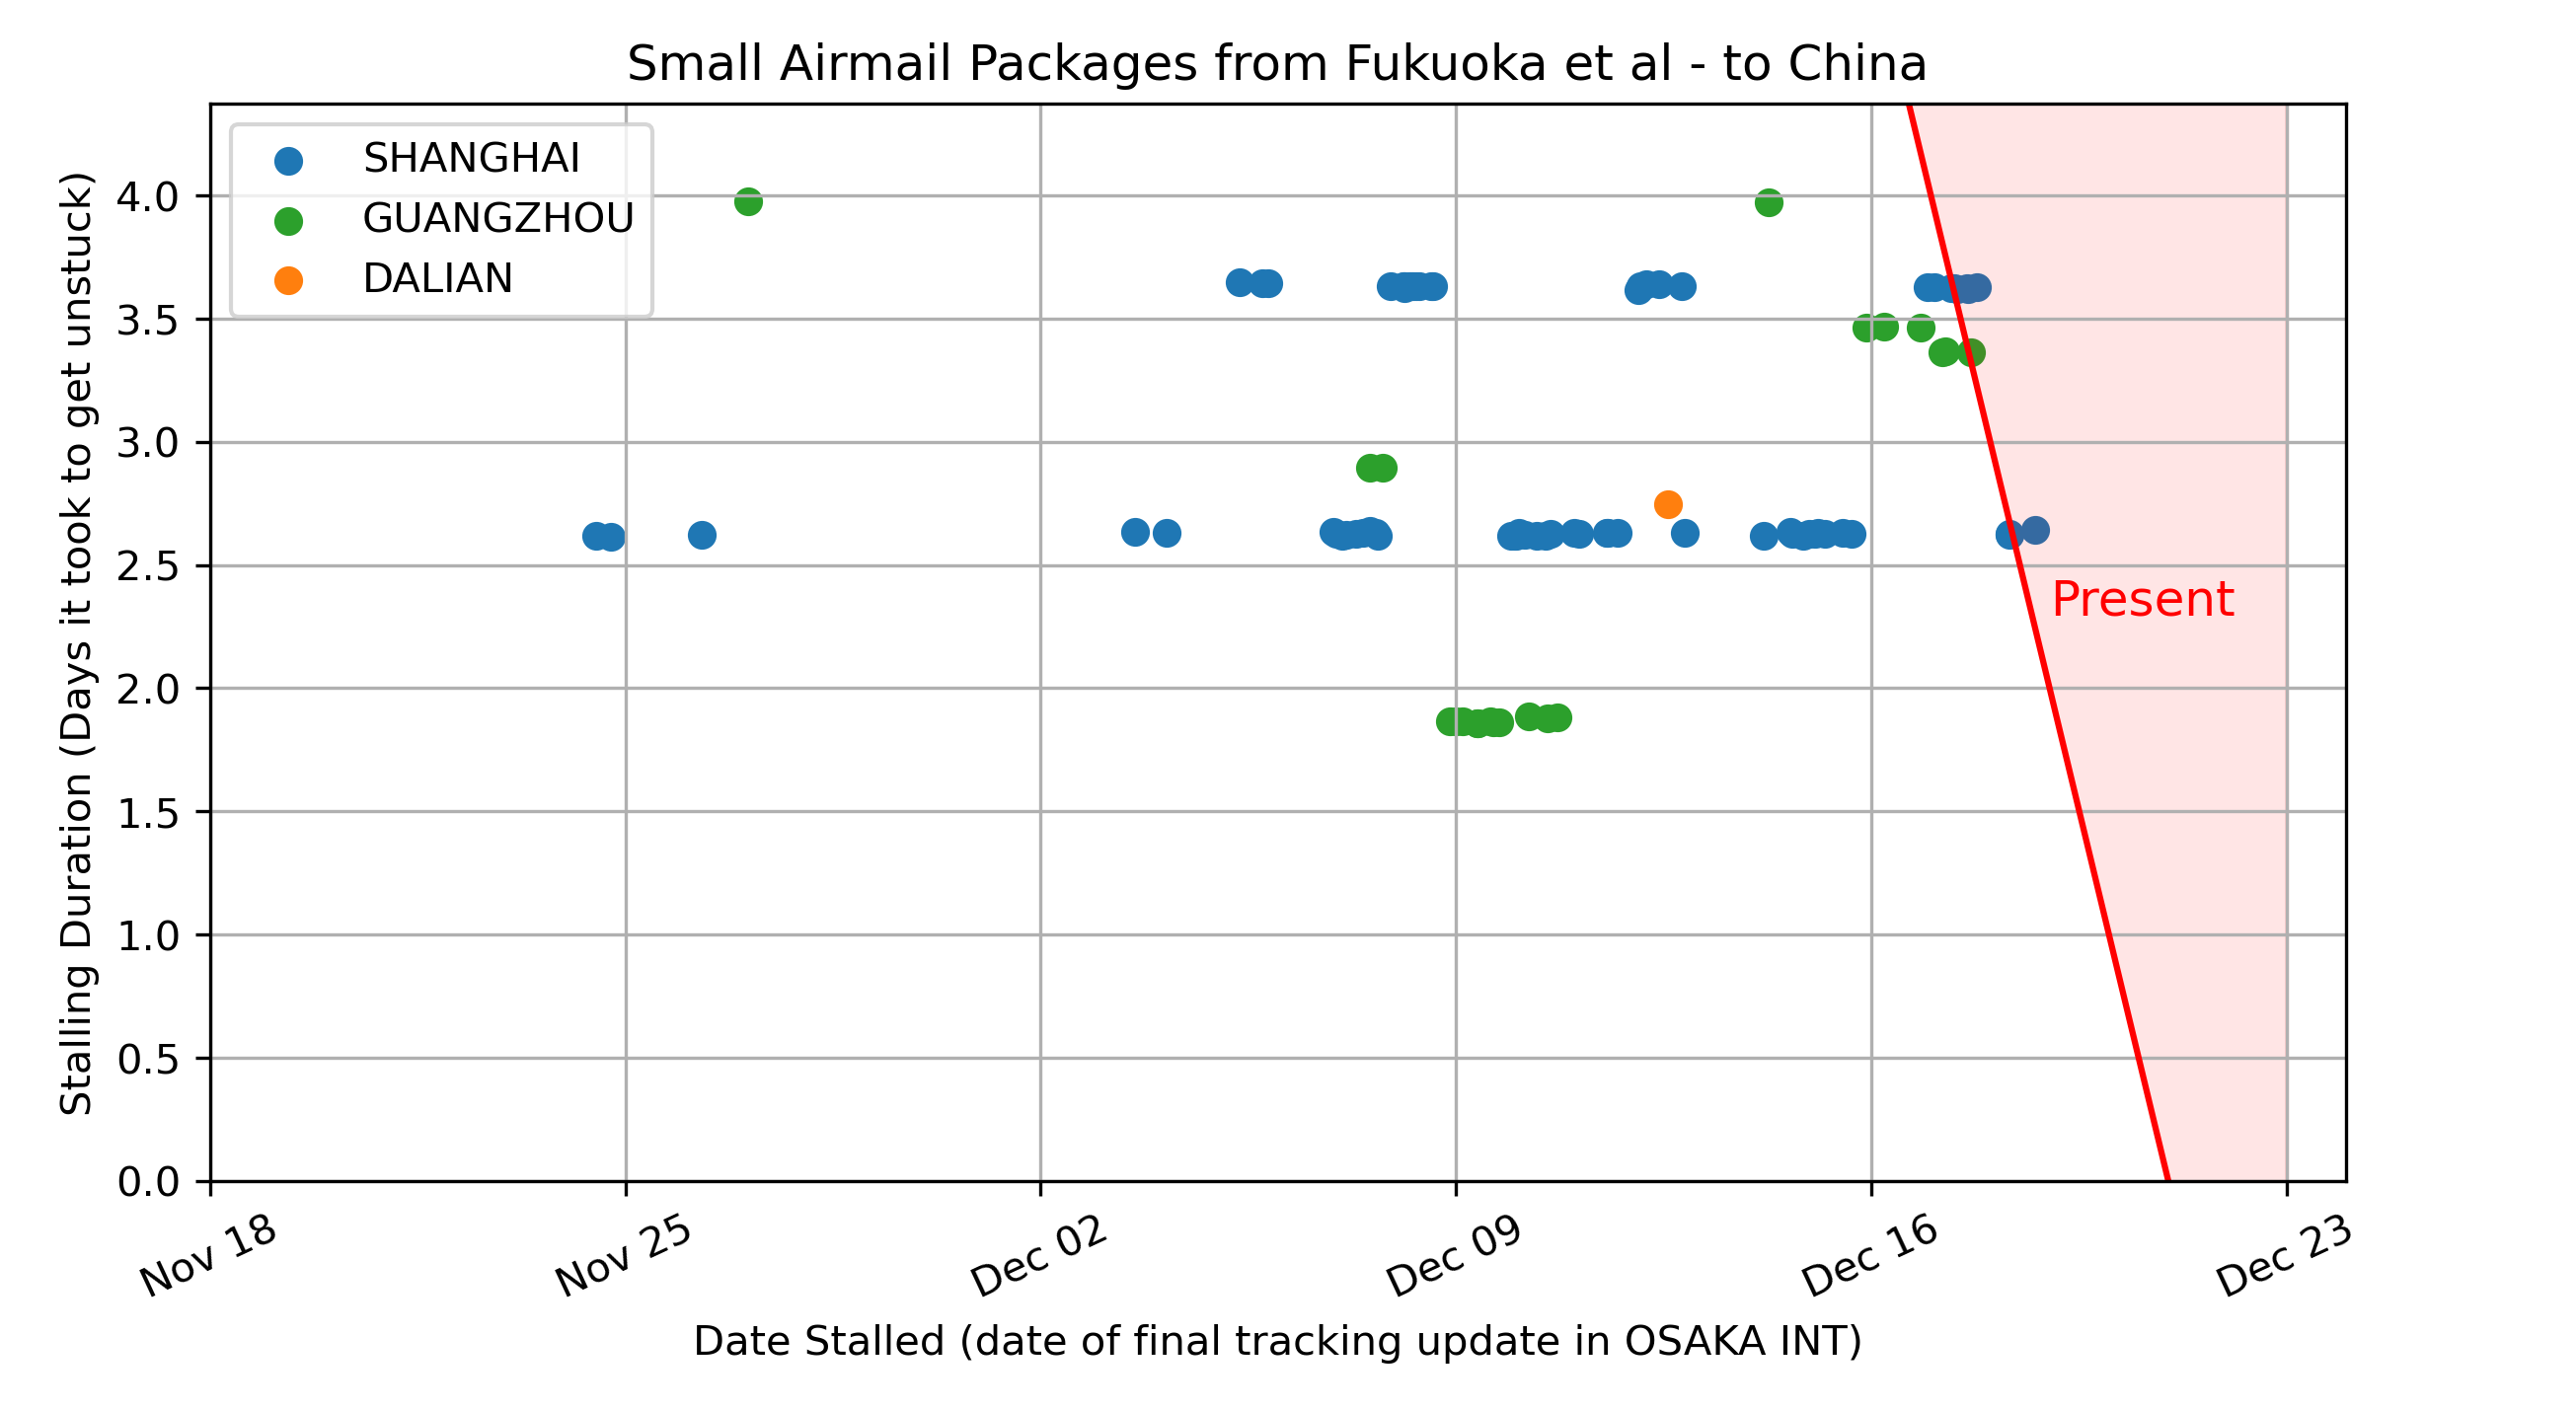 Small Airmail Packages from Fukuoka et al - to China
SHANGHAI
GUANGZHOU
DALIAN
Stalling Duration (Days it took to get unstuck)
4.0
3.5
3.0
2.5
2.0
1.5
1.0
0.5
0.0
Present
Nov 18
Nov 25
Dec 02
Dec 09
Dec 16
Dec 23
Date Stalled (date of final tracking update in OSAKA INT)